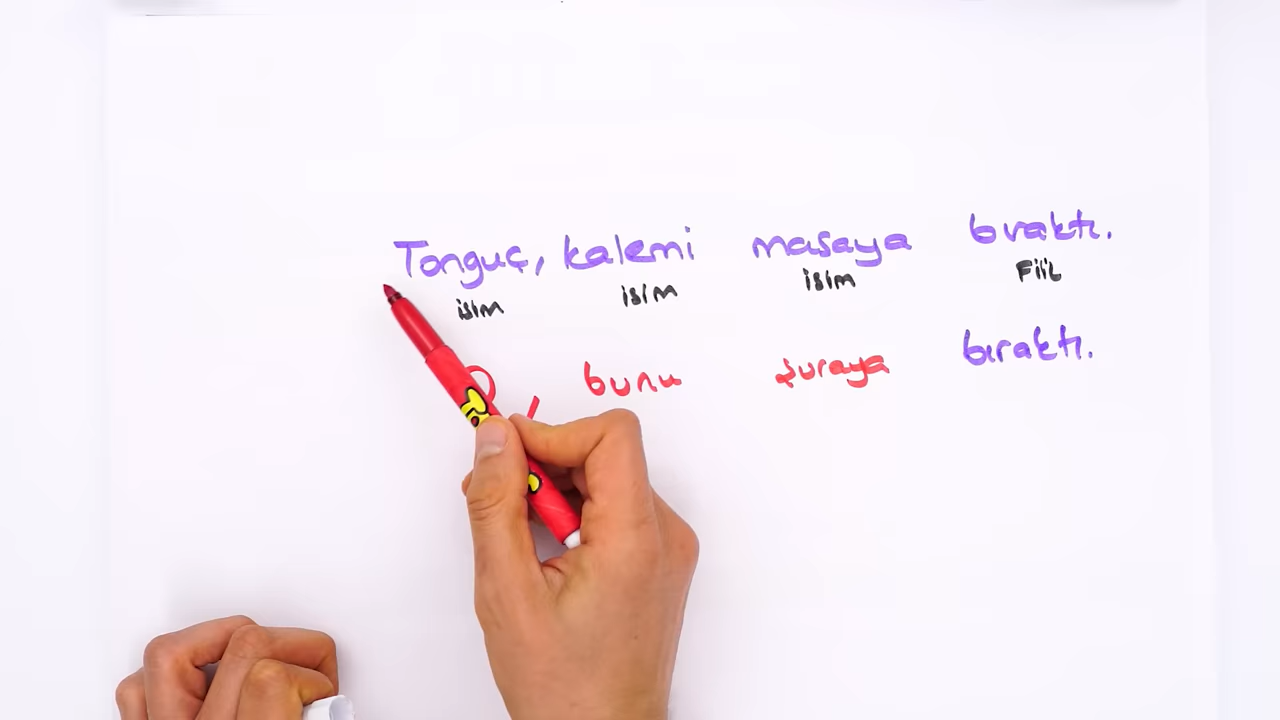 Tonguç, kalemi masaya bıraktı.
isim isim isim Fiil
O, bunu şuraya bıraktı.